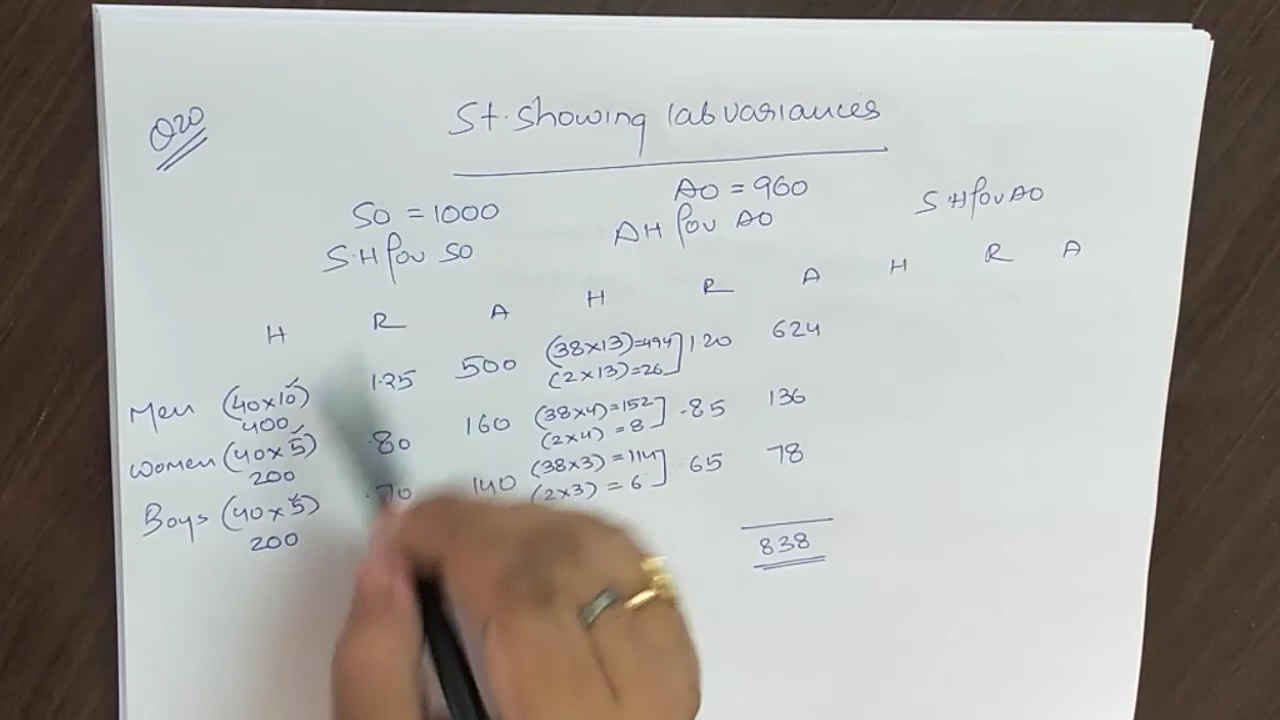 Q20
St. Showing lab variances
SO = 1000 AO = 960
S.H for SO AH for AO S.H for AO
H R A H R A H R A
Men (40x10) 1.25 500 (38x13)=494 ] 1.20 624
400 (2x13)=26
Women (40x5) .80 160 (38x4)=152 ] .85 136
200 (2x4) = 8
Boys (40x5) .70 140 (38x3) = 114 ] .65 78
200 (2x3) = 6
838